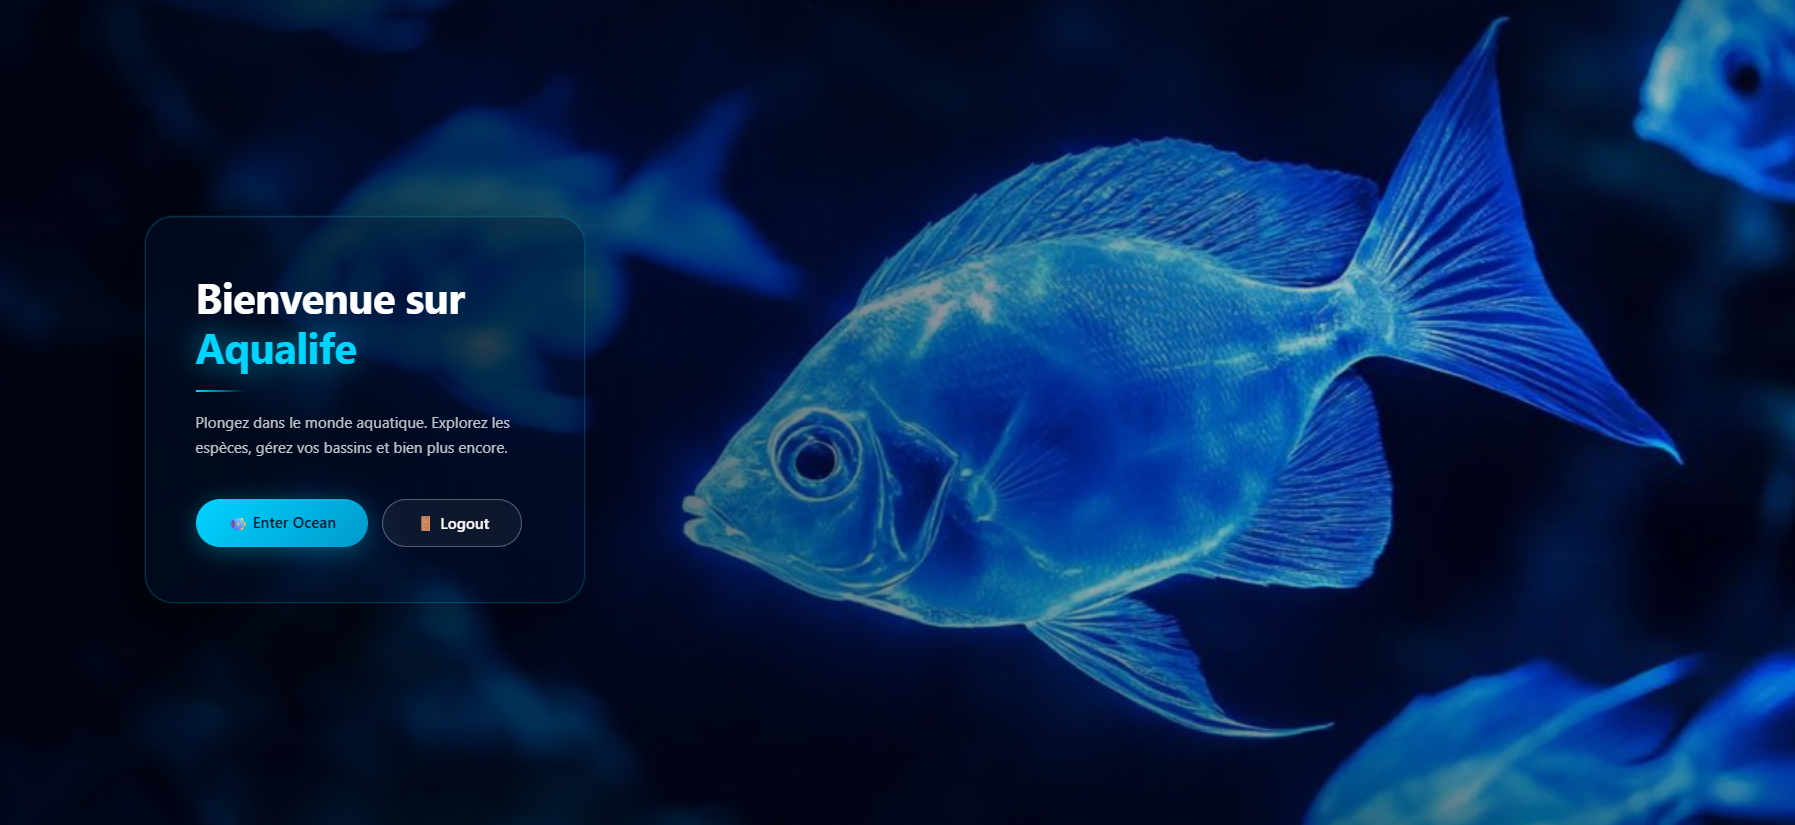 Bienvenue sur
Aqualife
Plongez dans le monde aquatique. Explorez les
espèces, gérez vos bassins et bien plus encore.
Enter Ocean
Logout